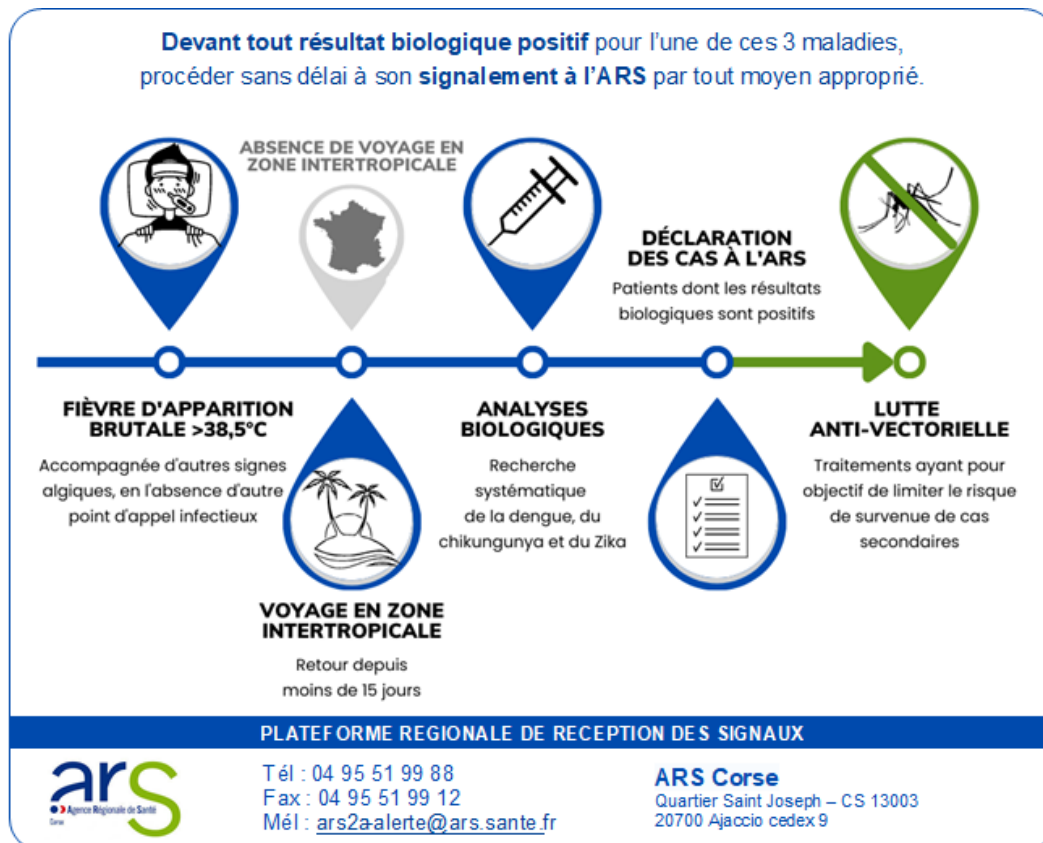 Devant tout résultat biologique positif pour l'une de ces 3 maladies,
procéder sans délai à son signalement à l'ARS par tout moyen approprié.
ABSENCE DE VOYAGE EN
ZONE INTERTROPICALE
DÉCLARATION
DES CAS À L'ARS
Patients dont les résultats
biologiques sont positifs
FIÈVRE D'APPARITION
BRUTALE >38,5°C
Accompagnée d'autres signes
algiques, en l'absence d'autre
point d'appel infectieux
ANALYSES
BIOLOGIQUES
Recherche
systématique
de la dengue, du
chikungunya et du Zika
LUTTE
ANTI-VECTORIELLE
Traitements ayant pour
objectif de limiter le risque
de survenue de cas
secondaires
VOYAGE EN ZONE
INTERTROPICALE
Retour depuis
moins de 15 jours
PLATEFORME REGIONALE DE RECEPTION DES SIGNAUX
ars
Agence Régionale de Santé
Corse
Tél : 04 95 51 99 88
Fax : 04 95 51 99 12
Mél : ars2a-alerte@ars.sante.fr
ARS Corse
Quartier Saint Joseph – CS 13003
20700 Ajaccio cedex 9